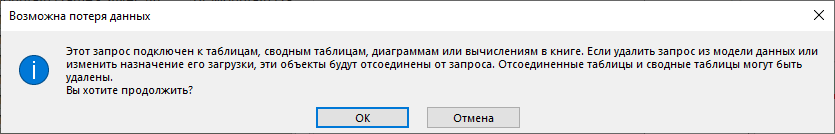 Возможна потеря данных
Этот запрос подключен к таблицам, сводным таблицам, диаграммам или вычислениям в книге. Если удалить запрос из модели данных или
изменить назначение его загрузки, эти объекты будут отсоединены от запроса. Отсоединенные таблицы и сводные таблицы могут быть
удалены.
Вы хотите продолжить?
ОК
Отмена